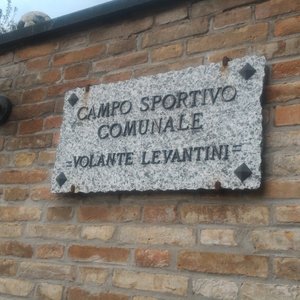 CAMPO SPORTIVO
COMUNALE
=VOLANTE LEVANTINI=